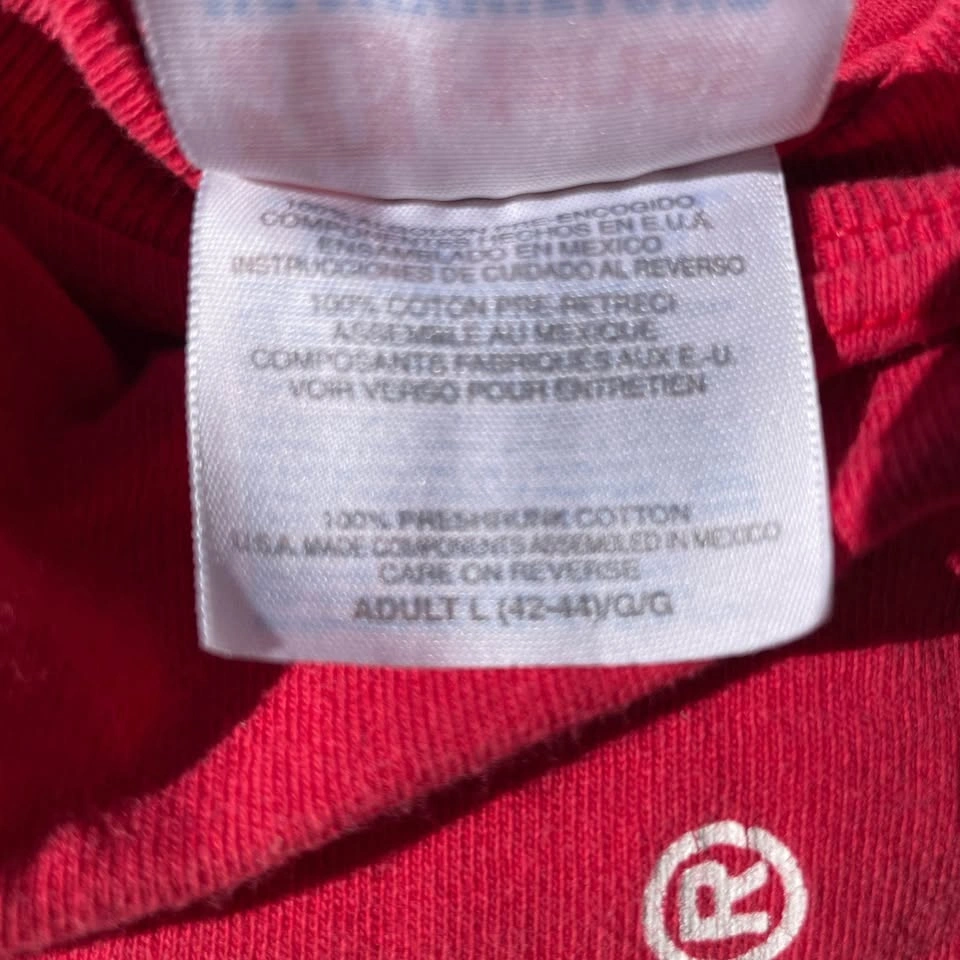 ENCOGIDO
COMPONENTES HECHOS EN E.U.A.
ENSAMBLADO EN MEXICO
INSTRUCCIONES DE CUIDADO AL REVERSO
100% COTON PRE-RETRECI
ASSEMBLE AU MEXIQUE
COMPOSANTS FABRIQUÉS AUX E.-U.
VOIR VERSO POUR ENTRETIEN
100% PRESHRUNK COTTON
U.S.A. MADE COMPONENTS ASSEMBLED IN MEXICO
CARE ON REVERSE
ADULT L (42-44)/G/G
®